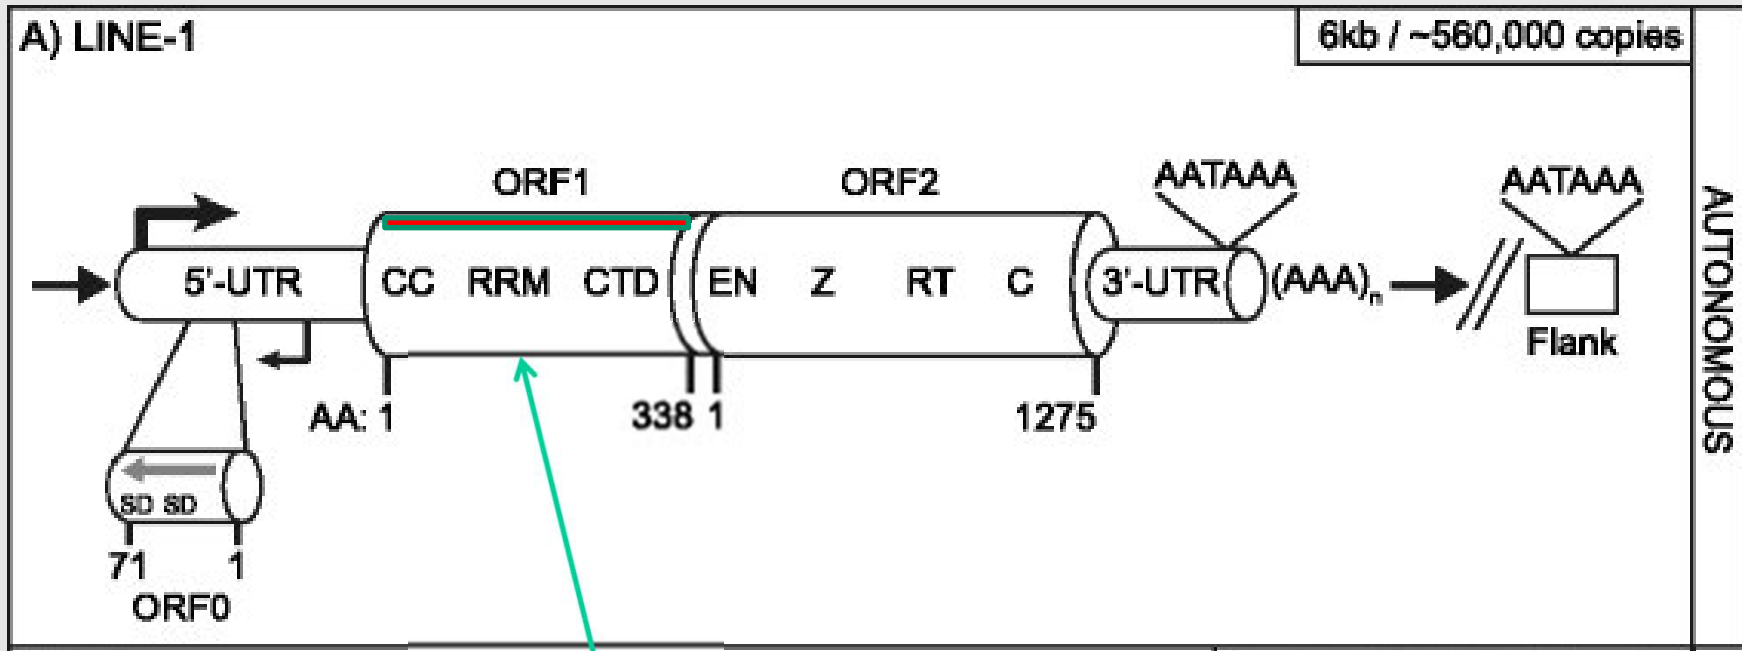 A) LINE-1
6kb / ~560,000 copies
AUTONOMOUS
ORF1
ORF2
AATAAA
AATAAA
5'-UTR
CC RRM CTD
EN Z RT C
3'-UTR
(AAA)n
Flank
AA: 1
338 1
1275
SD SD
71 1
ORF0